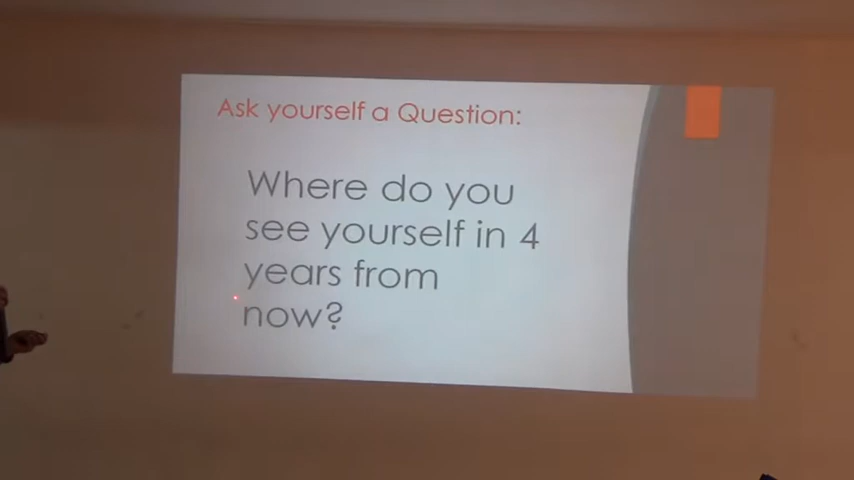 Ask yourself a Question:
Where do you
see yourself in 4
years from
now?